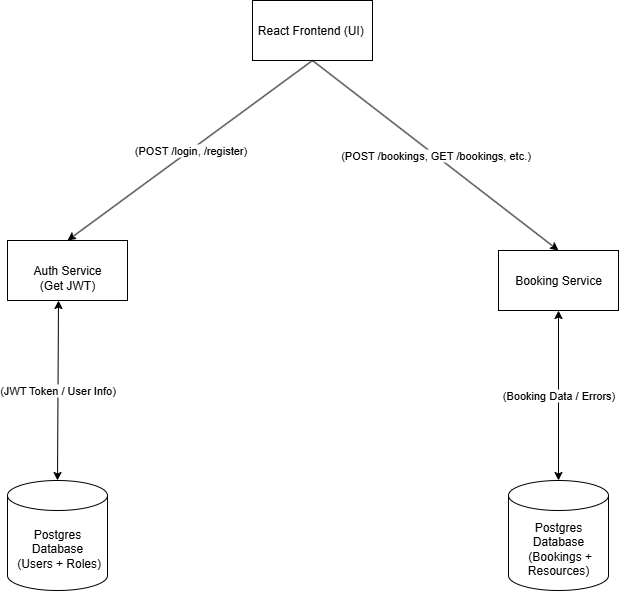 React Frontend (UI)
(POST /login, /register)
(POST /bookings, GET /bookings, etc.)
Auth Service
(Get JWT)
Booking Service
(JWT Token / User Info)
(Booking Data / Errors)
Postgres
Database
(Users + Roles)
Postgres
Database
(Bookings +
Resources)